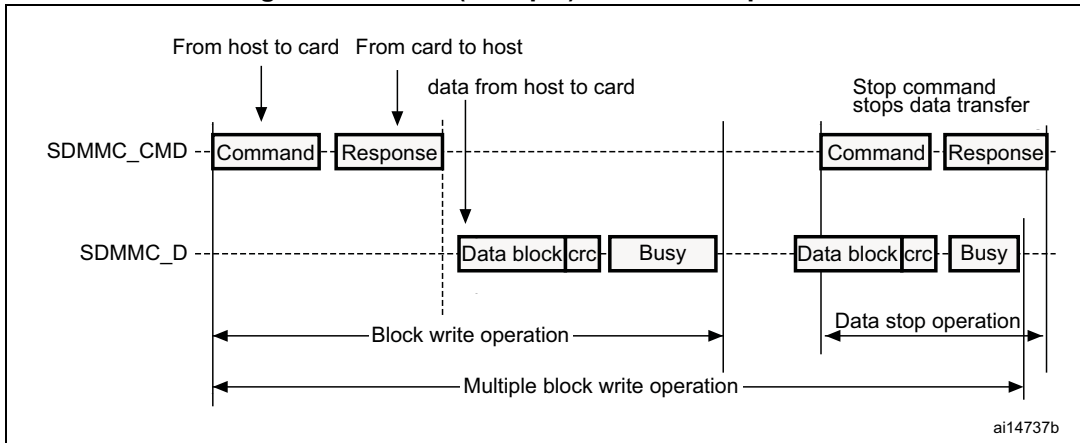 From host to card From card to host
data from host to card
Stop command
stops data transfer
SDMMC_CMD Command Response Command Response
SDMMC_D Data block crc Busy Data block crc Busy
Block write operation Data stop operation
Multiple block write operation
ai14737b